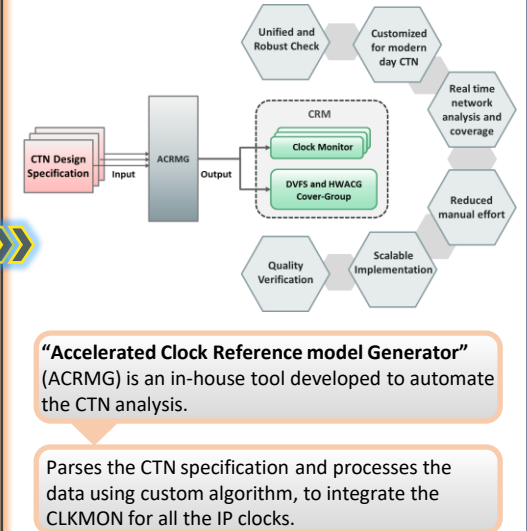 Unified and
Robust Check
Customized
for modern
day CTN
Real time
network
analysis and
coverage
Reduced
manual effort
Scalable
Implementation
Quality
Verification
CTN Design
Specification
Input
ACRMG
Output
CRM
Clock Monitor
DVFS and HWACG
Cover-Group
“Accelerated Clock Reference model Generator”
(ACRMG) is an in-house tool developed to automate
the CTN analysis.
Parses the CTN specification and processes the
data using custom algorithm, to integrate the
CLKMON for all the IP clocks.